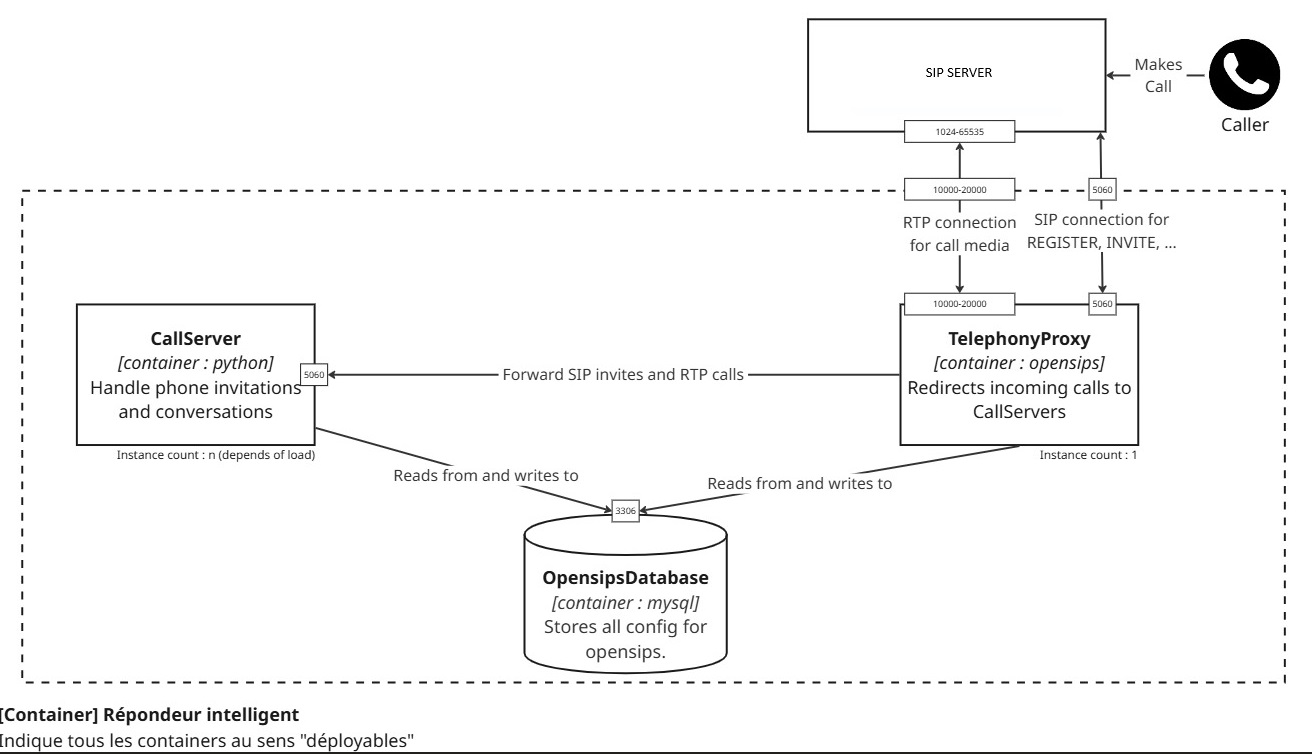 SIP SERVER
Makes
Call
Caller
1024-65535
10000-20000
5060
RTP connection
for call media
SIP connection for
REGISTER, INVITE, ...
10000-20000
5060
CallServer
[container : python]
Handle phone invitations
and conversations
5060
Instance count : n (depends of load)
Forward SIP invites and RTP calls
TelephonyProxy
[container : opensips]
Redirects incoming calls to
CallServers
Instance count : 1
Reads from and writes to
Reads from and writes to
3306
OpensipsDatabase
[container : mysql]
Stores all config for
opensips.
[Container] Répondeur intelligent
Indique tous les containers au sens "déployables"